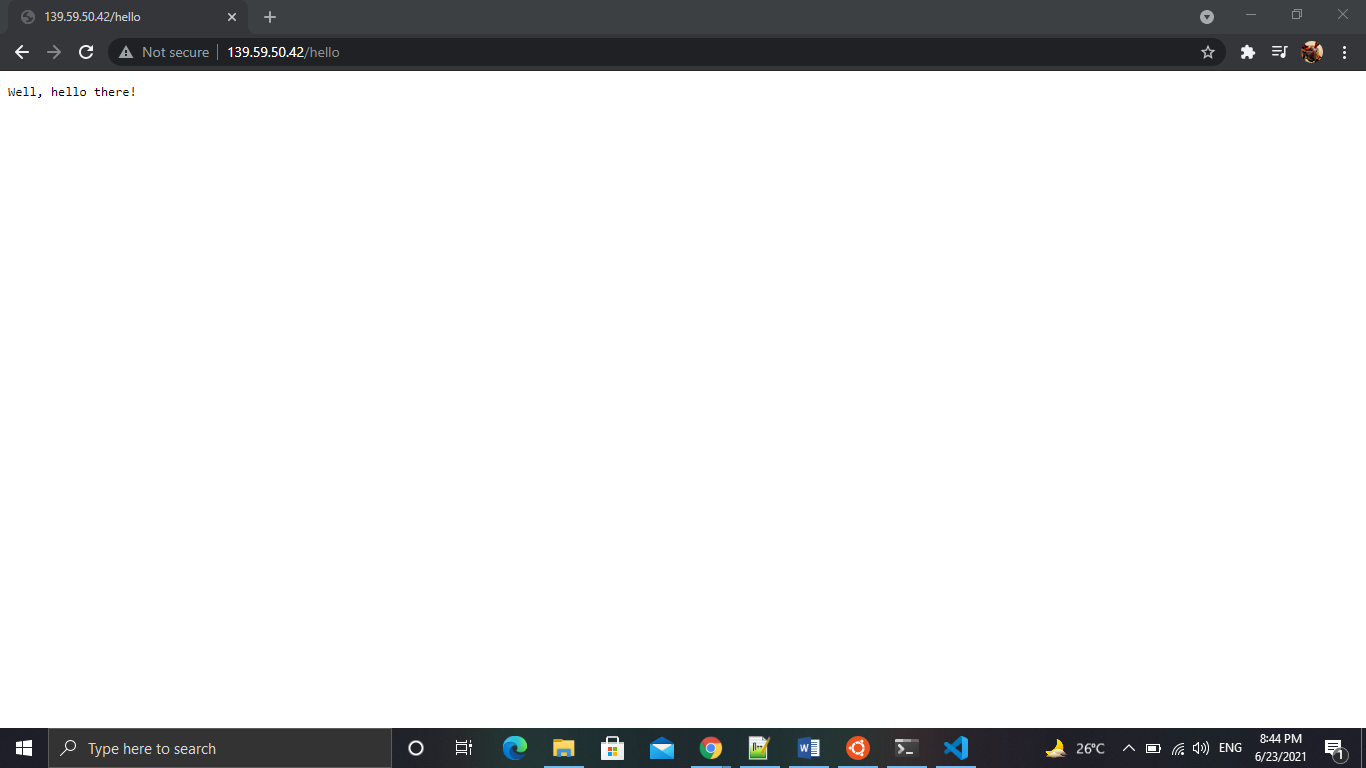 139.59.50.42/hello
Not secure
139.59.50.42/hello
Well, hello there!
Type here to search
26°C
ENG
8:44 PM
6/23/2021
1